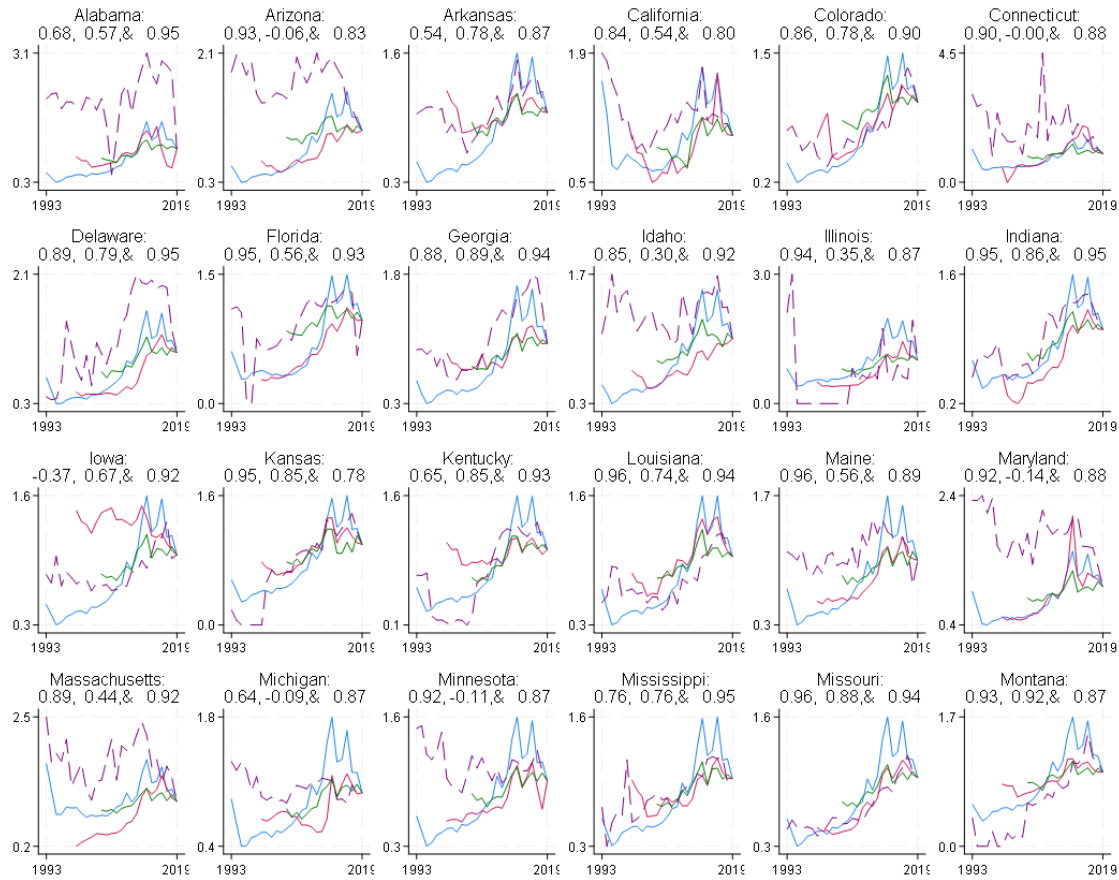 Alabama:
0.68, 0.57,& 0.95
3.1
0.3
1993 2019
Arizona:
0.93, -0.06,& 0.83
2.1
0.3
1993 2019
Arkansas:
0.54, 0.78,& 0.87
1.6
0.3
1993 2019
California:
0.84, 0.54,& 0.80
1.9
0.5
1993 2019
Colorado:
0.86, 0.78,& 0.90
1.5
0.2
1993 2019
Connecticut:
0.90, -0.00,& 0.88
4.5
0.0
1993 2019
Delaware:
0.89, 0.79,& 0.95
2.1
0.3
1993 2019
Florida:
0.95, 0.56,& 0.93
1.5
0.0
1993 2019
Georgia:
0.88, 0.89,& 0.94
1.8
0.3
1993 2019
Idaho:
0.85, 0.30,& 0.92
1.7
0.3
1993 2019
Illinois:
0.94, 0.35,& 0.87
3.0
0.0
1993 2019
Indiana:
0.95, 0.86,& 0.95
1.6
0.2
1993 2019
Iowa:
-0.37, 0.67,& 0.92
1.6
0.3
1993 2019
Kansas:
0.95, 0.85,& 0.78
1.6
0.0
1993 2019
Kentucky:
0.65, 0.85,& 0.93
1.6
0.1
1993 2019
Louisiana:
0.96, 0.74,& 0.94
1.6
0.3
1993 2019
Maine:
0.96, 0.56,& 0.89
1.7
0.3
1993 2019
Maryland:
0.92, -0.14,& 0.88
2.4
0.4
1993 2019
Massachusetts:
0.89, 0.44,& 0.92
2.5
0.2
1993 2019
Michigan:
0.64, -0.09,& 0.87
1.8
0.4
1993 2019
Minnesota:
0.92, -0.11,& 0.87
1.6
0.4
1993 2019
Mississippi:
0.76, 0.76,& 0.95
1.6
0.3
1993 2019
Missouri:
0.96, 0.88,& 0.94
1.6
0.3
1993 2019
Montana:
0.93, 0.92,& 0.87
1.7
0.0
1993 2019